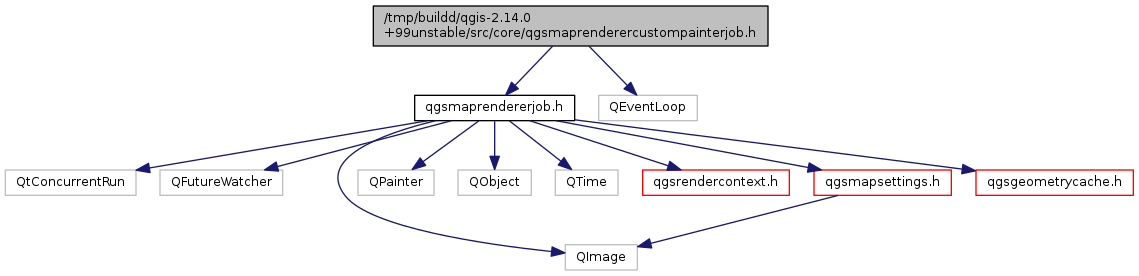 /tmp/buildd/qgis-2.14.0
+99unstable/src/core/qgsmaprenderercustompainterjob.h
qgsmaprendererjob.h
QEventLoop
QtConcurrentRun
QFutureWatcher
QPainter
QObject
QTime
qgsrendercontext.h
qgsmapsettings.h
qgsgeometrycache.h
QImage